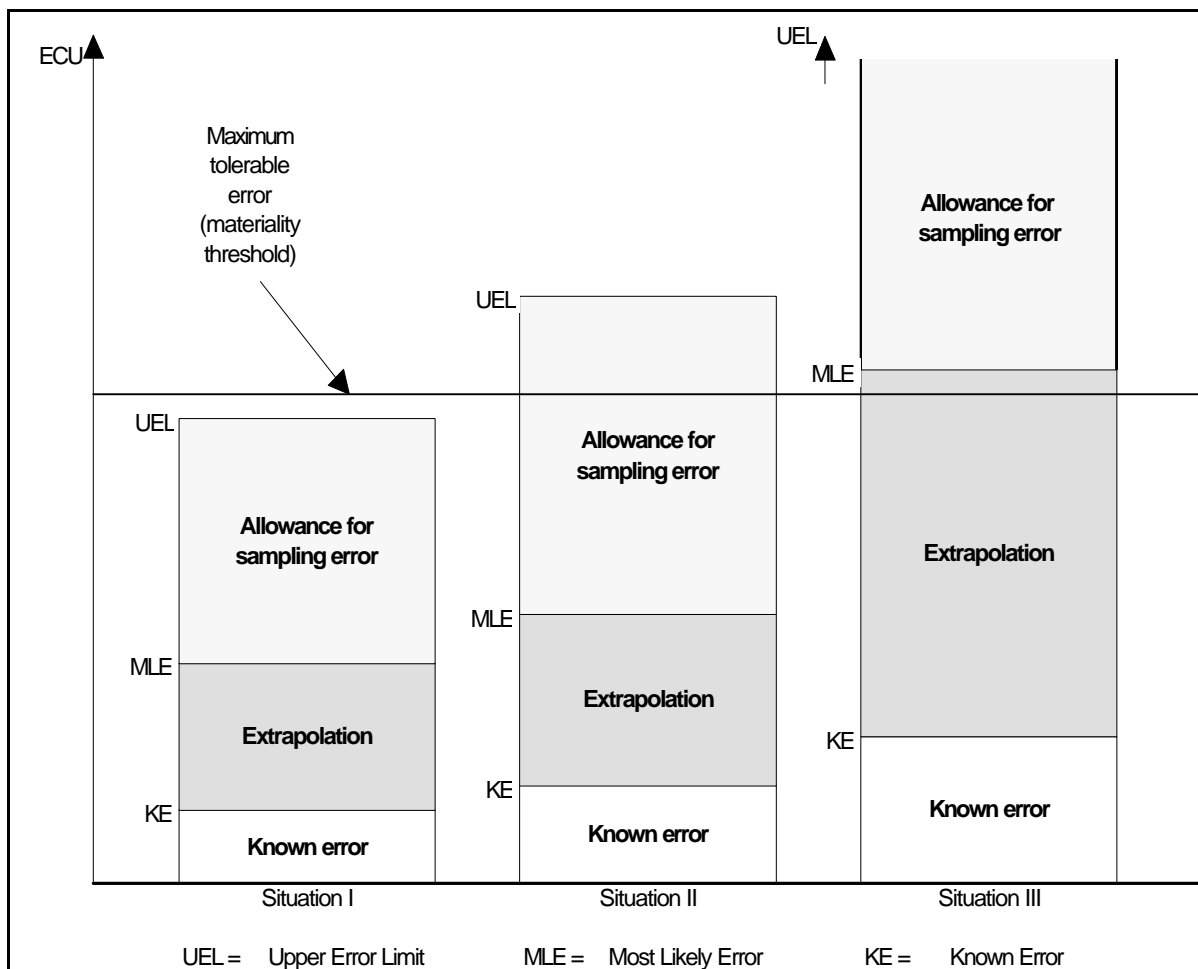 ECU
UEL
Maximum
tolerable
error
(materiality
threshold)
Allowance for
sampling error
UEL
MLE
UEL
Allowance for
sampling error
Allowance for
sampling error
Extrapolation
MLE
MLE
Extrapolation
Extrapolation
KE
KE
KE
Known error
Known error
Known error
Situation I
Situation II
Situation III
UEL = Upper Error Limit
MLE = Most Likely Error
KE = Known Error